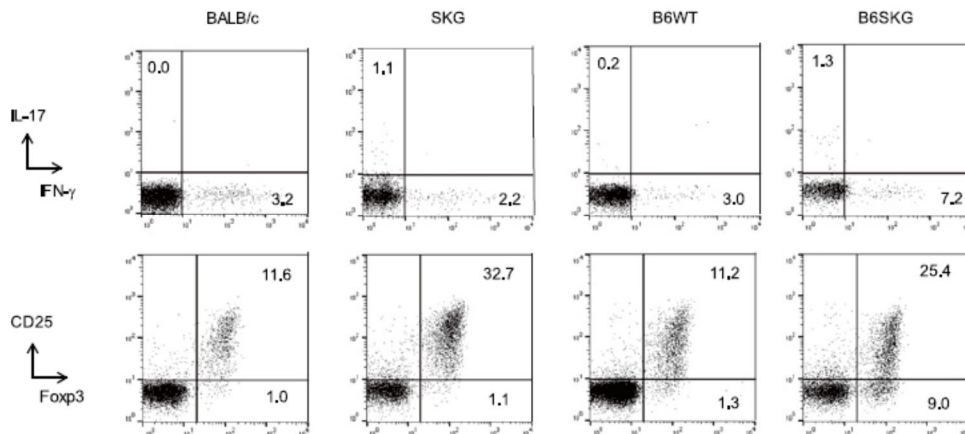 BALB/c SKG B6WT B6SKG
IL-17
IFN-γ
0.0 1.1 0.2 1.3
3.2 2.2 3.0 7.2
CD25
Foxp3
11.6 32.7 11.2 25.4
1.0 1.1 1.3 9.0